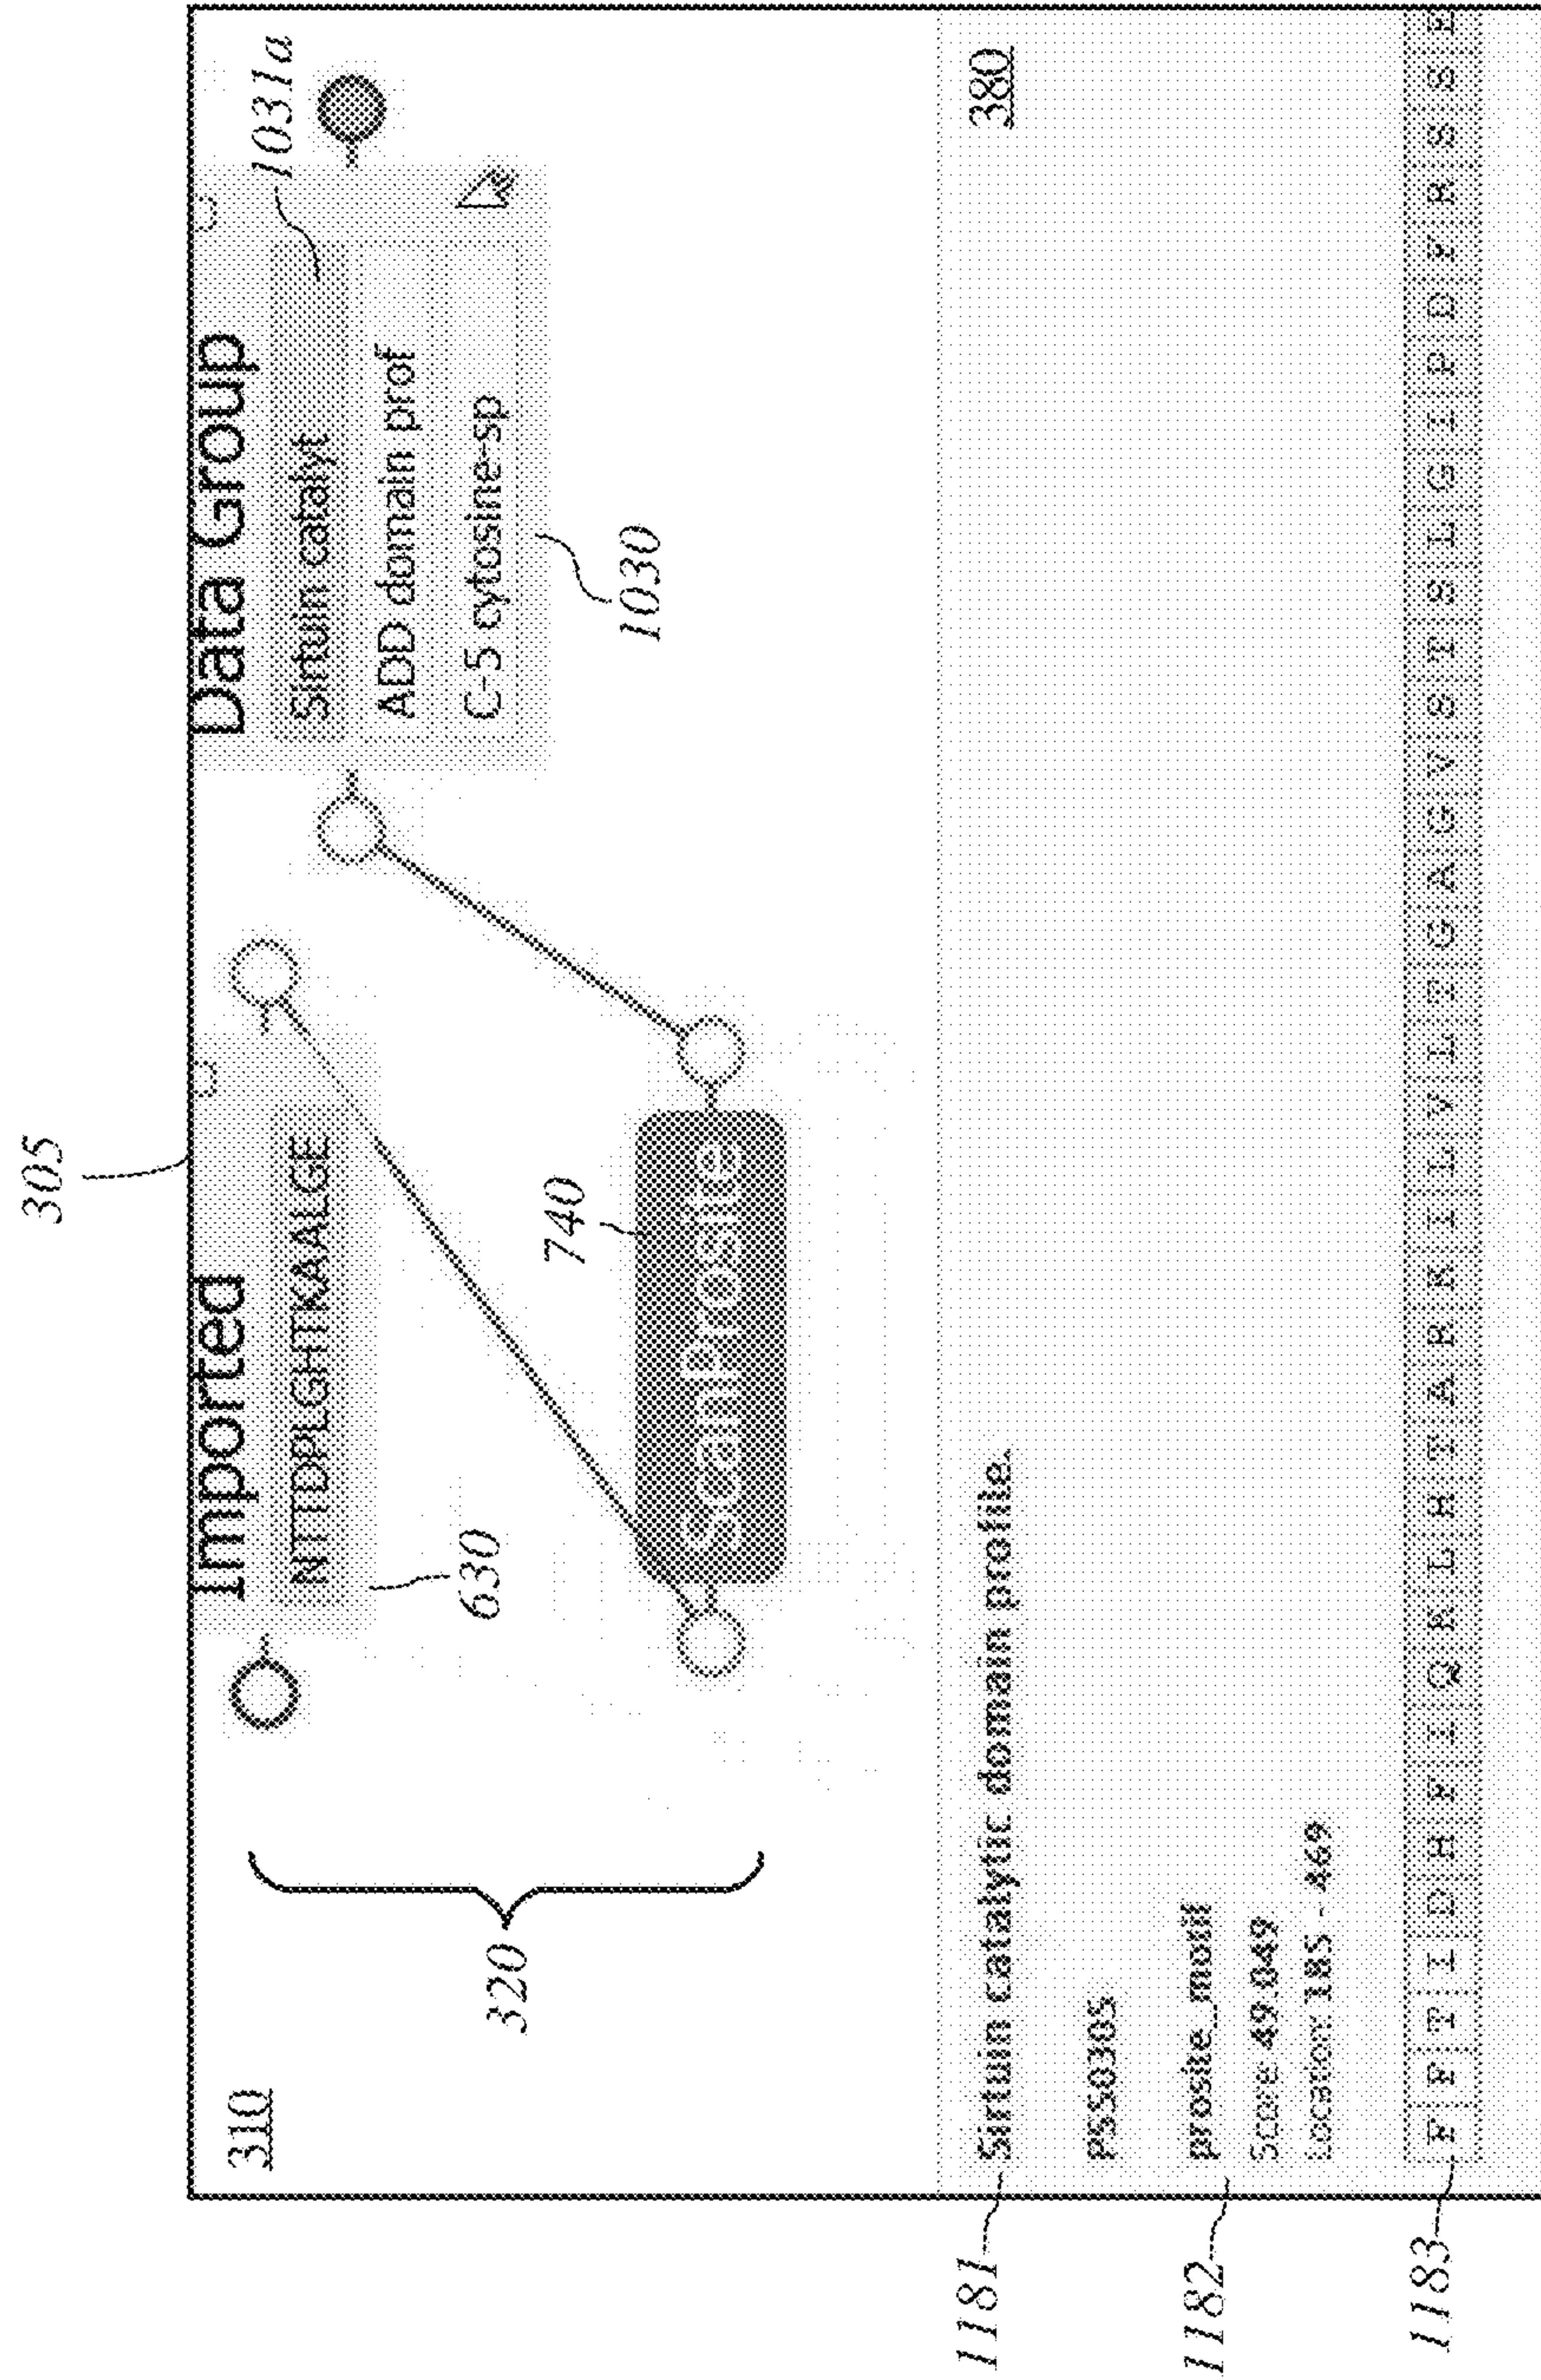 305
310
Imported
Data Group
1031a
NTTDPLGHTKAALGE
Sirtuin catalyt
ADD domain prof
C-5 cytosine-sp
630
320
740
1030
ScanProsite
1181
Sirtuin catalytic domain profile.
380
PS50305
1182
prosite_motif
Score 49.049
Location: 185 - 469
1183
F F T I D H F I Q K L H T A R K I L V L T G A G V S T S L G I P D F R S S E